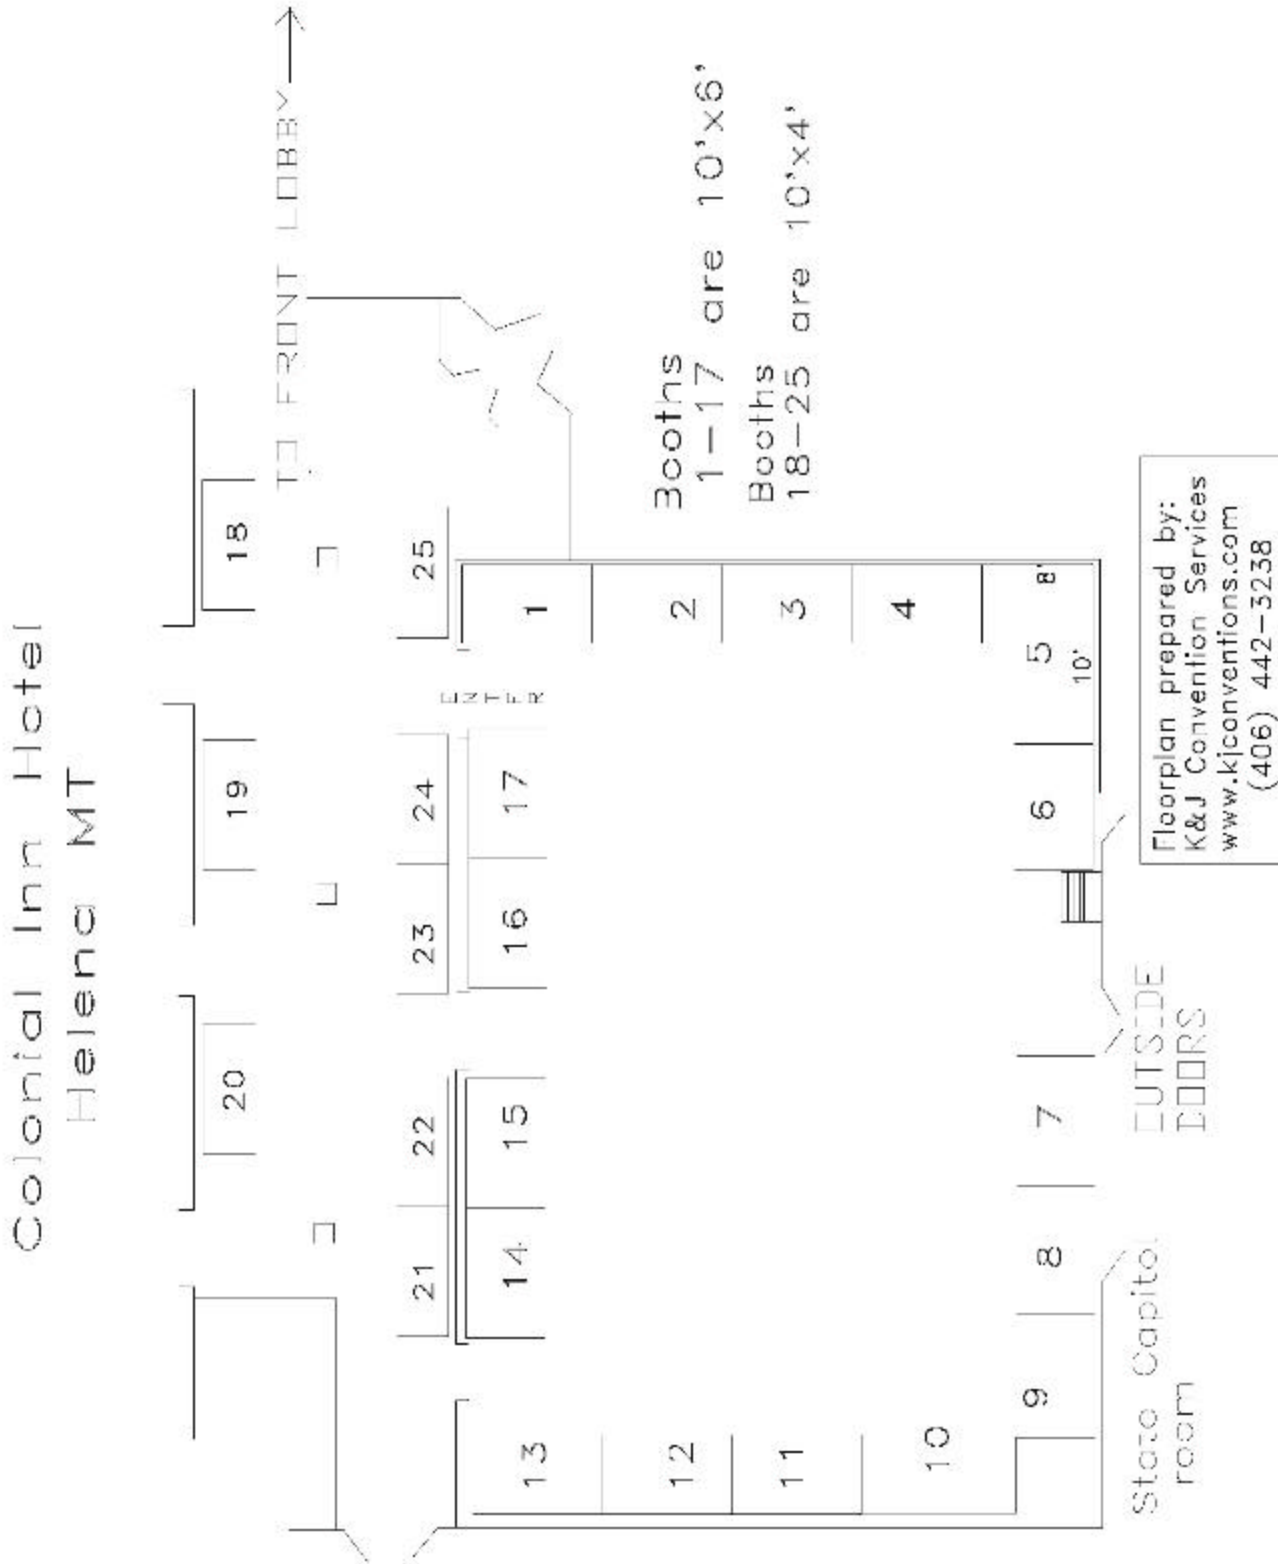 Colonial Inn Hotel
Helena MT
TO FRONT LOBBY
18
19
20
25
24
23
22
21
ENTER
1
17
16
15
14
13
2
12
3
11
4
10
5
8'
10'
6
7
8
9
Booths
1-17 are 10'x6'
Booths
18-25 are 10'x4'
OUTSIDE
DOORS
State Capitol
room
Floorplan prepared by:
K&J Convention Services
www.kjconventions.com
(406) 442-3238